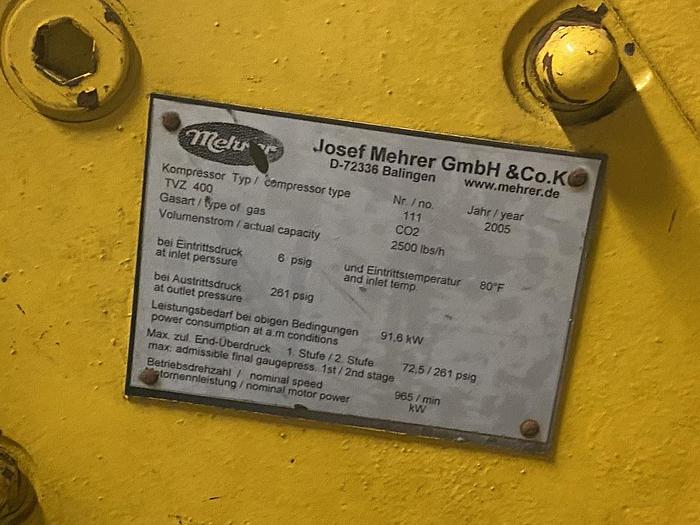 Mehrer
Josef Mehrer GmbH &Co.K
D-72336 Balingen
www.mehrer.de
Kompressor Typ / compressor type
TVZ 400
Nr. / no.
111
Jahr / year
2005
Gasart / type of gas
CO2
Volumenstrom / actual capacity
2500 lbs/h
bei Eintrittsdruck
at inlet perssure
6 psig
und Eintrittstemperatur
and inlet temp.
80°F
bei Austrittsdruck
at outlet pressure
261 psig
Leistungsbedarf bei obigen Bedingungen
power consumption at a.m conditions
91,6 kW
Max. zul. End-Überdruck 1. Stufe / 2. Stufe
max. admissible final gaugepress. 1st / 2nd stage
72,5 / 261 psig
Betriebsdrehzahl / nominal speed
965 / min
otornennleistung / nominal motor power
kW